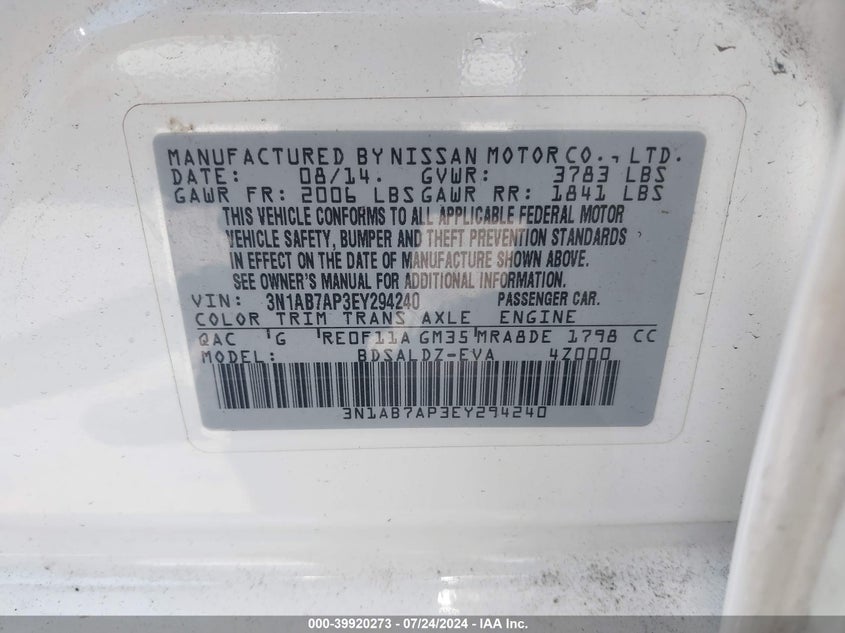 MANUFACTURED BY NISSAN MOTOR CO., LTD.
DATE: 08/14. GVWR: 3783 LBS
GAWR FR: 2006 LBS GAWR RR: 1841 LBS
THIS VEHICLE CONFORMS TO ALL APPLICABLE FEDERAL MOTOR
VEHICLE SAFETY, BUMPER AND THEFT PREVENTION STANDARDS
IN EFFECT ON THE DATE OF MANUFACTURE SHOWN ABOVE.
SEE OWNER'S MANUAL FOR ADDITIONAL INFORMATION.
VIN: 3N1AB7AP3EY294240 PASSENGER CAR.
COLOR TRIM TRANS AXLE ENGINE
QAC G RE0F11A GM35 MRA8DE 1798 CC
MODEL: BDSALDZ-EVA 4Z000
3N1AB7AP3EY294240
000-39920273 - 07/24/2024 - IAA Inc.